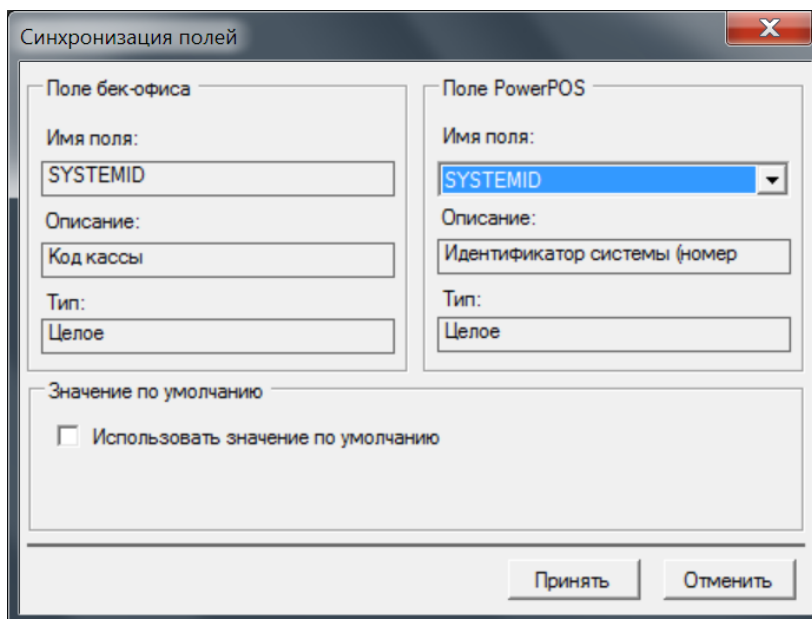 Синхронизация полей
Поле бек-офиса
Имя поля:
SYSTEMID
Описание:
Код кассы
Тип:
Целое
Поле PowerPOS
Имя поля:
SYSTEMID
Описание:
Идентификатор системы (номер
Тип:
Целое
Значение по умолчанию
Использовать значение по умолчанию
Принять
Отменить